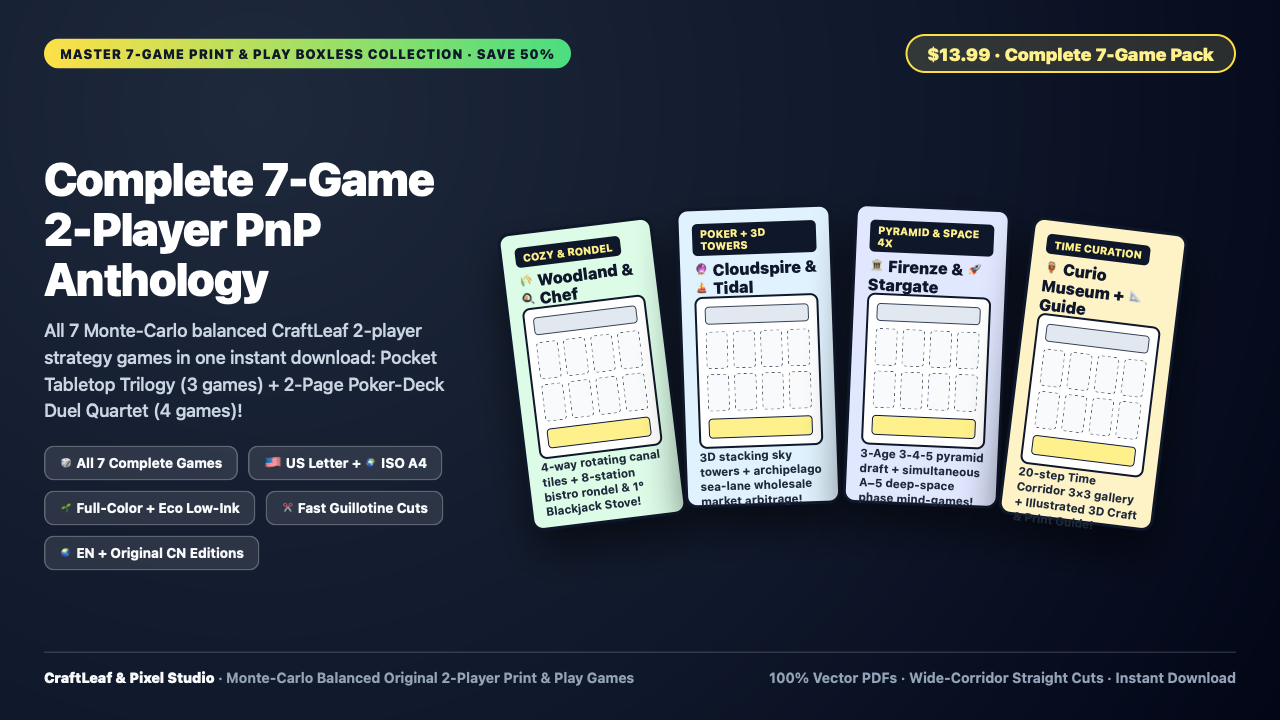 MASTER 7-GAME PRINT & PLAY BOXLESS COLLECTION · SAVE 50%
$13.99 · Complete 7-Game Pack
Complete 7-Game
2-Player PnP
Anthology
All 7 Monte-Carlo balanced CraftLeaf 2-player
strategy games in one instant download: Pocket
Tabletop Trilogy (3 games) + 2-Page Poker-Deck
Duel Quartet (4 games)!
All 7 Complete Games
US Letter + ISO A4
Full-Color + Eco Low-Ink
Fast Guillotine Cuts
EN + Original CN Editions
COZY & RONDEL
Woodland &
Chef
4-way rotating canal
tiles + 8-station
bistro rondel & 1°
Blackjack Stove!
POKER + 3D
TOWERS
Cloudspire &
Tidal
3D stacking sky
towers + archipelago
sea-lane wholesale
market arbitrage!
PYRAMID & SPACE
4X
Firenze &
Stargate
3-Age 3-4-5 pyramid
draft + simultaneous
A–5 deep-space
phase mind-games!
TIME CURATION
Curio
Museum +
Guide
20-step Time
Corridor 3×3 gallery
+ Illustrated 3D Craft
& Print Guide!
CraftLeaf & Pixel Studio · Monte-Carlo Balanced Original 2-Player Print & Play Games
100% Vector PDFs · Wide-Corridor Straight Cuts · Instant Download